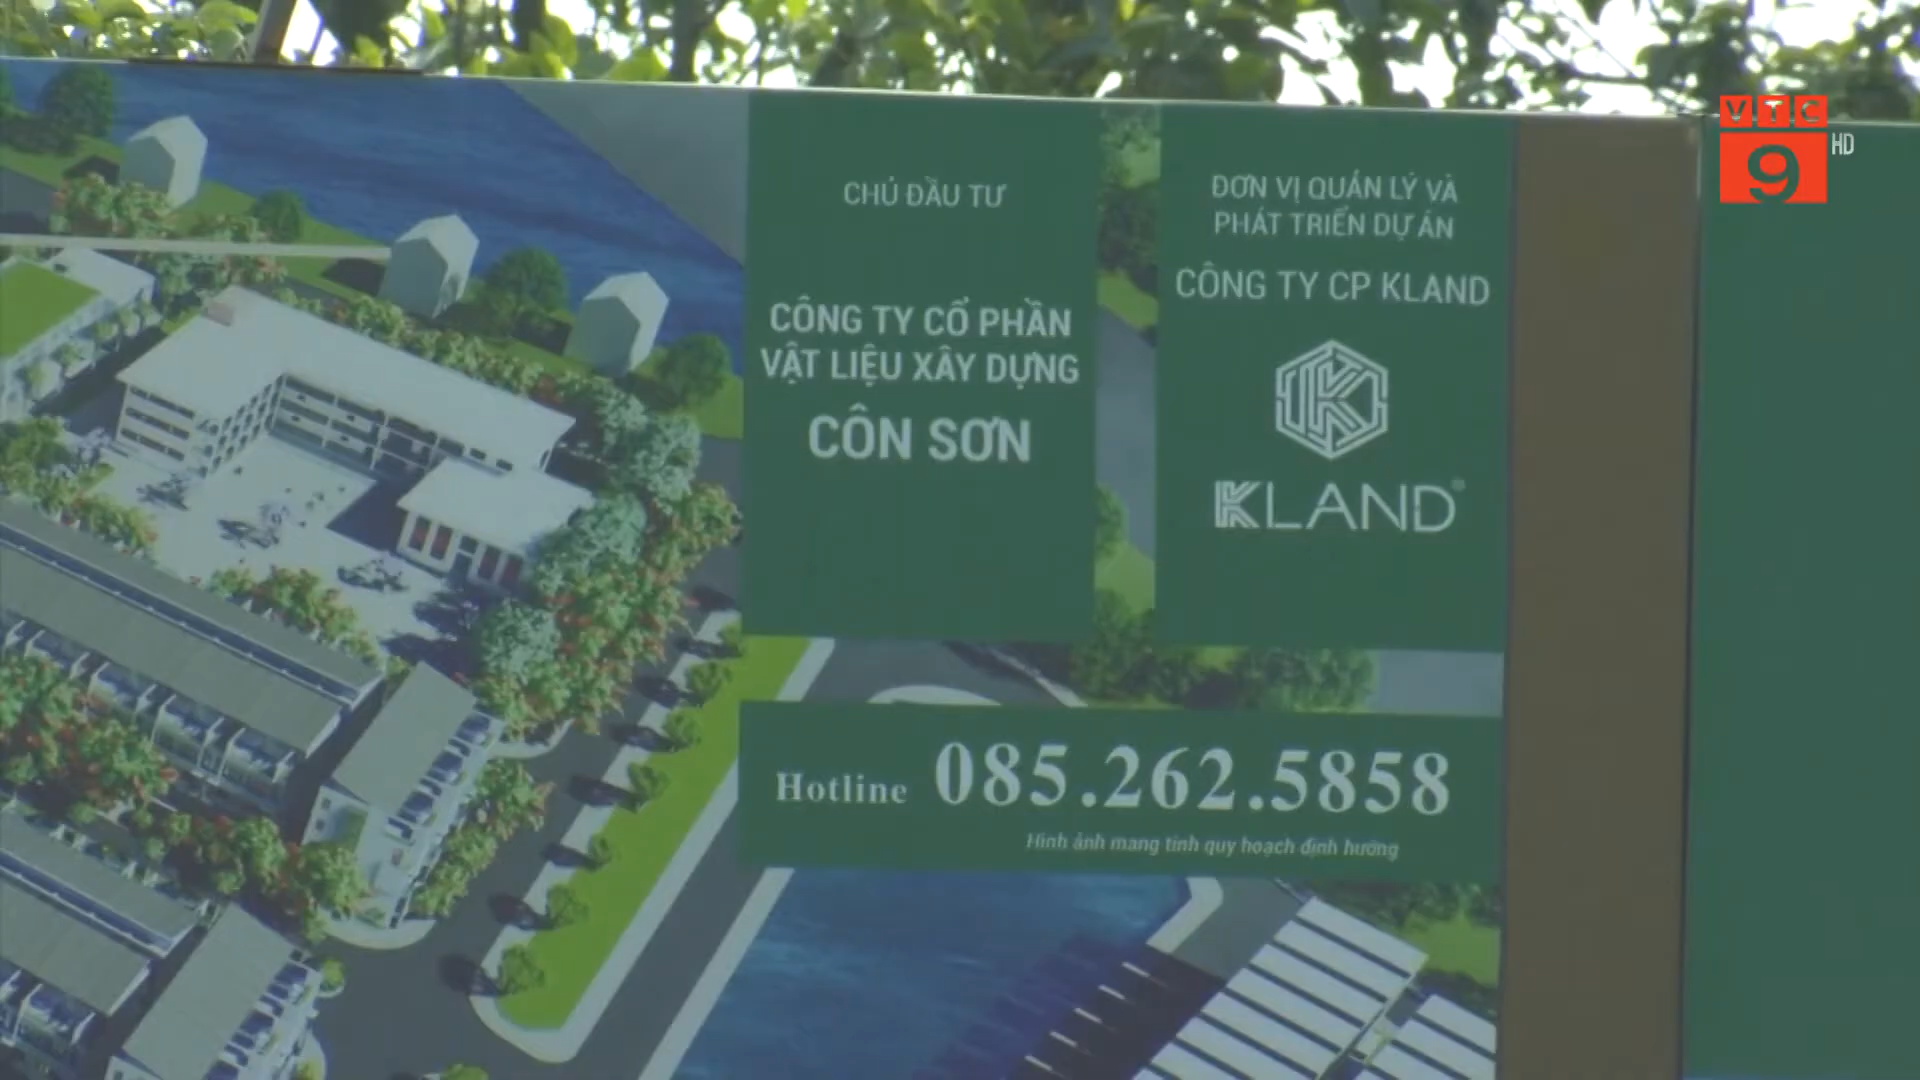 VTC
9
HD
CHỦ ĐẦU TƯ
CÔNG TY CỔ PHẦN
VẬT LIỆU XÂY DỰNG
CÔN SƠN
ĐƠN VỊ QUẢN LÝ VÀ
PHÁT TRIỂN DỰ ÁN
CÔNG TY CP KLAND
KLAND®
Hotline 085.262.5858
Hình ảnh mang tính quy hoạch định hướng